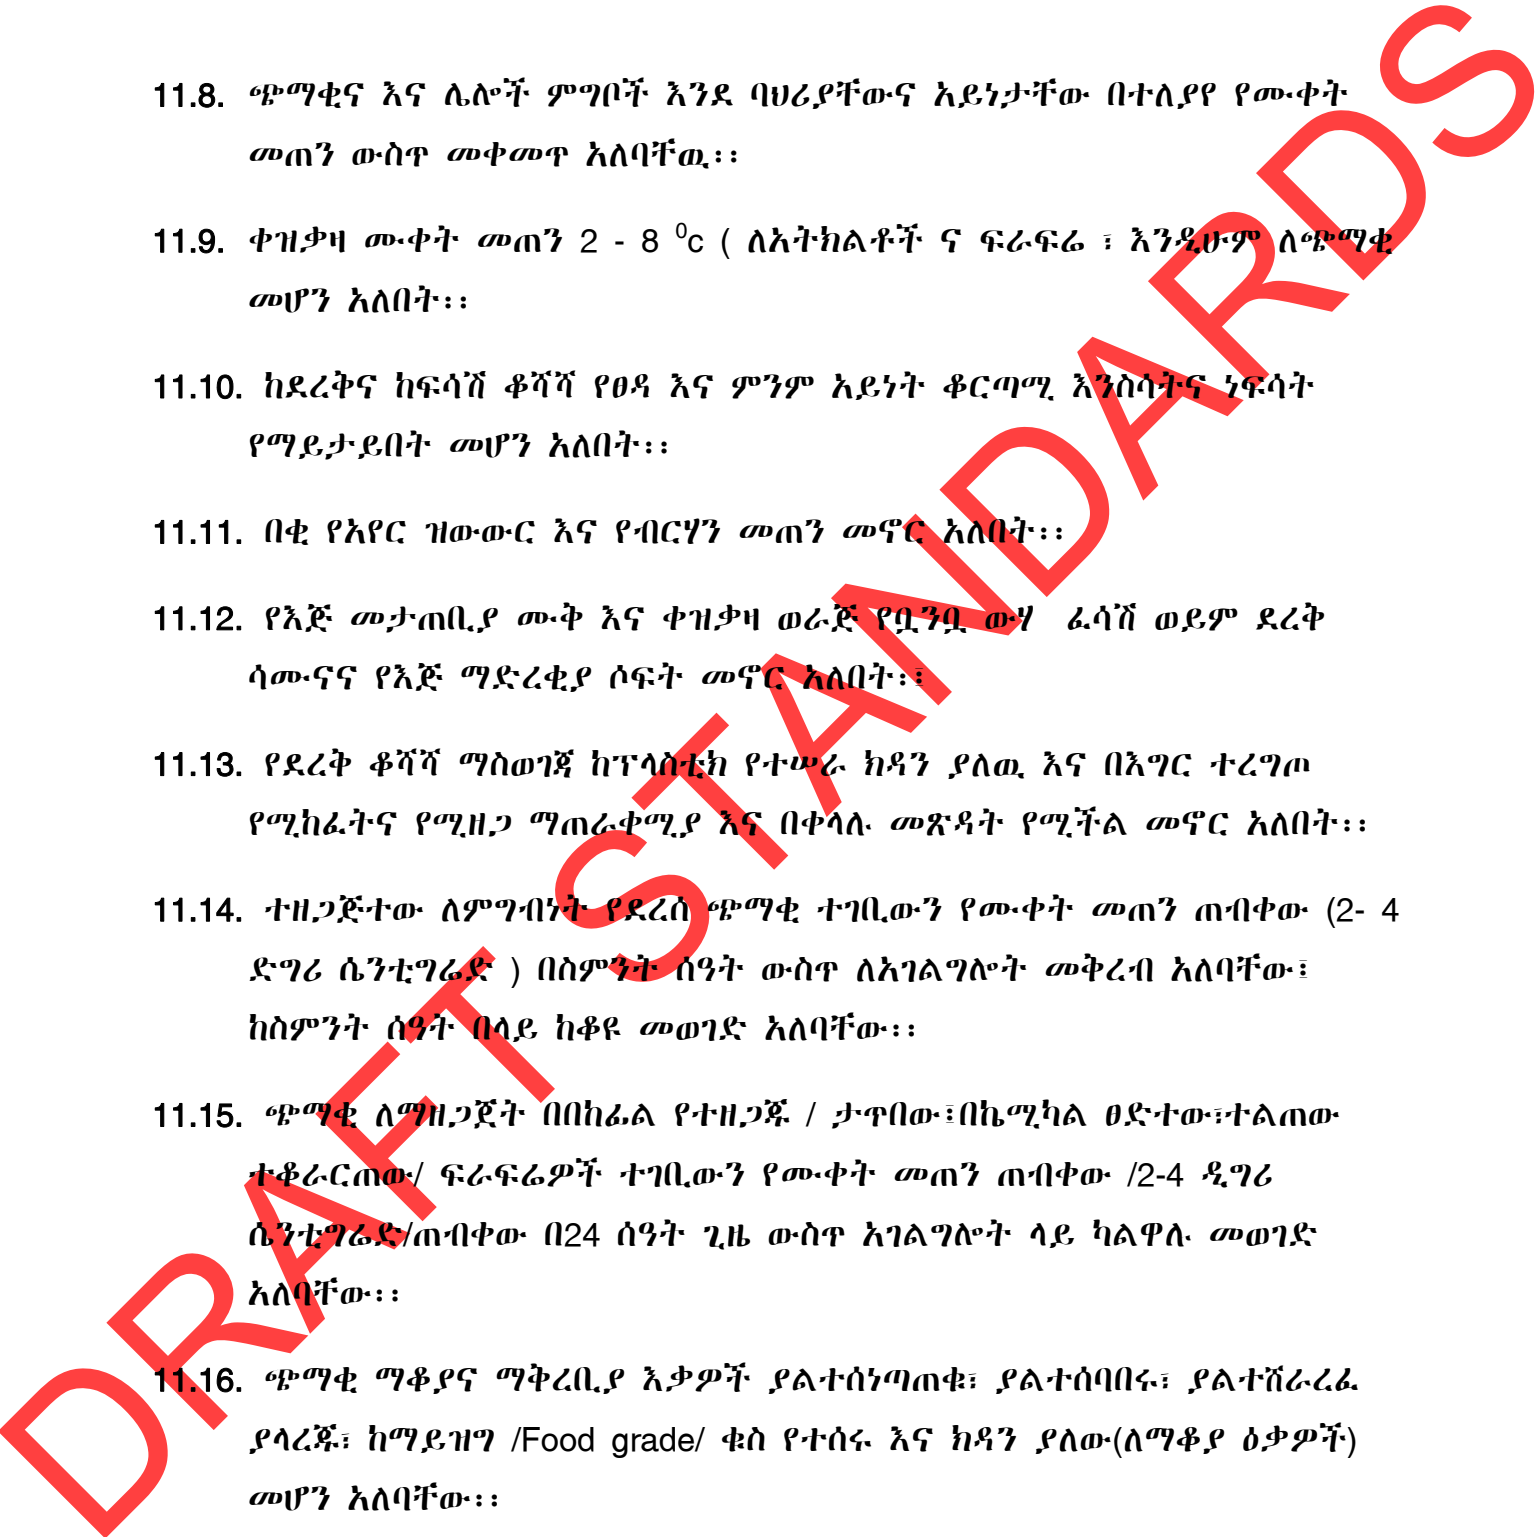 11.8. ጭማቂና እና ሌሎች ምግቦች እንደ ባህሪያቸውና አይነታቸው በተለያየ የሙቀት
መጠን ውስጥ መቀመጥ አለባቸዉ፡፡
11.9. ቀዝቃዛ ሙቀት መጠን 2 - 8 ⁰c ( ለአትክልቶች ና ፍራፍሬ ፣ እንዲሁም ለጭማቂ
መሆን አለበት፡፡
11.10. ከደረቅና ከፍሳሽ ቆሻሻ የፀዳ እና ምንም አይነት ቆርጣሚ እንስሳትና ነፍሳት
የማይታይበት መሆን አለበት፡፡
11.11. በቂ የአየር ዝውውር እና የብርሃን መጠን መኖር አለበት፡፡
11.12. የእጅ መታጠቢያ ሙቅ እና ቀዝቃዛ ወራጅ የቧንቧ ውሃ ፈሳሽ ወይም ደረቅ
ሳሙናና የእጅ ማድረቂያ ሶፍት መኖር አለበት፡፤
11.13. የደረቅ ቆሻሻ ማስወገጃ ከፕላስቲክ የተሠራ ክዳን ያለዉ እና በእግር ተረግጦ
የሚከፈትና የሚዘጋ ማጠራቀሚያ እና በቀላሉ መጽዳት የሚችል መኖር አለበት፡፡
11.14. ተዘጋጅተው ለምግብነት የደረሰ ጭማቂ ተገቢውን የሙቀት መጠን ጠብቀው (2- 4
ድግሪ ሴንቲግሬድ ) በስምንት ሰዓት ውስጥ ለአገልግሎት መቅረብ አለባቸው፤
ከስምንት ሰዓት በላይ ከቆዩ መወገድ አለባቸው፡፡
11.15. ጭማቂ ለማዘጋጀት በበከፊል የተዘጋጁ / ታጥበው፤በኬሚካል ፀድተው፣ተልጠው
ተቆራርጠው/ ፍራፍሬዎች ተገቢውን የሙቀት መጠን ጠብቀው /2-4 ዲግሪ
ሴንቲግሬድ/ጠብቀው በ24 ሰዓት ጊዜ ውስጥ አገልግሎት ላይ ካልዋሉ መወገድ
አለባቸው፡፡
11.16. ጭማቂ ማቆያና ማቅረቢያ እቃዎች ያልተሰነጣጠቁ፣ ያልተሰባበሩ፣ ያልተሸራረፈ
ያላረጁ፣ ከማይዝግ /Food grade/ ቁስ የተሰሩ እና ክዳን ያለው(ለማቆያ ዕቃዎች)
መሆን አለባቸው፡፡
DRAFT STANDARDS